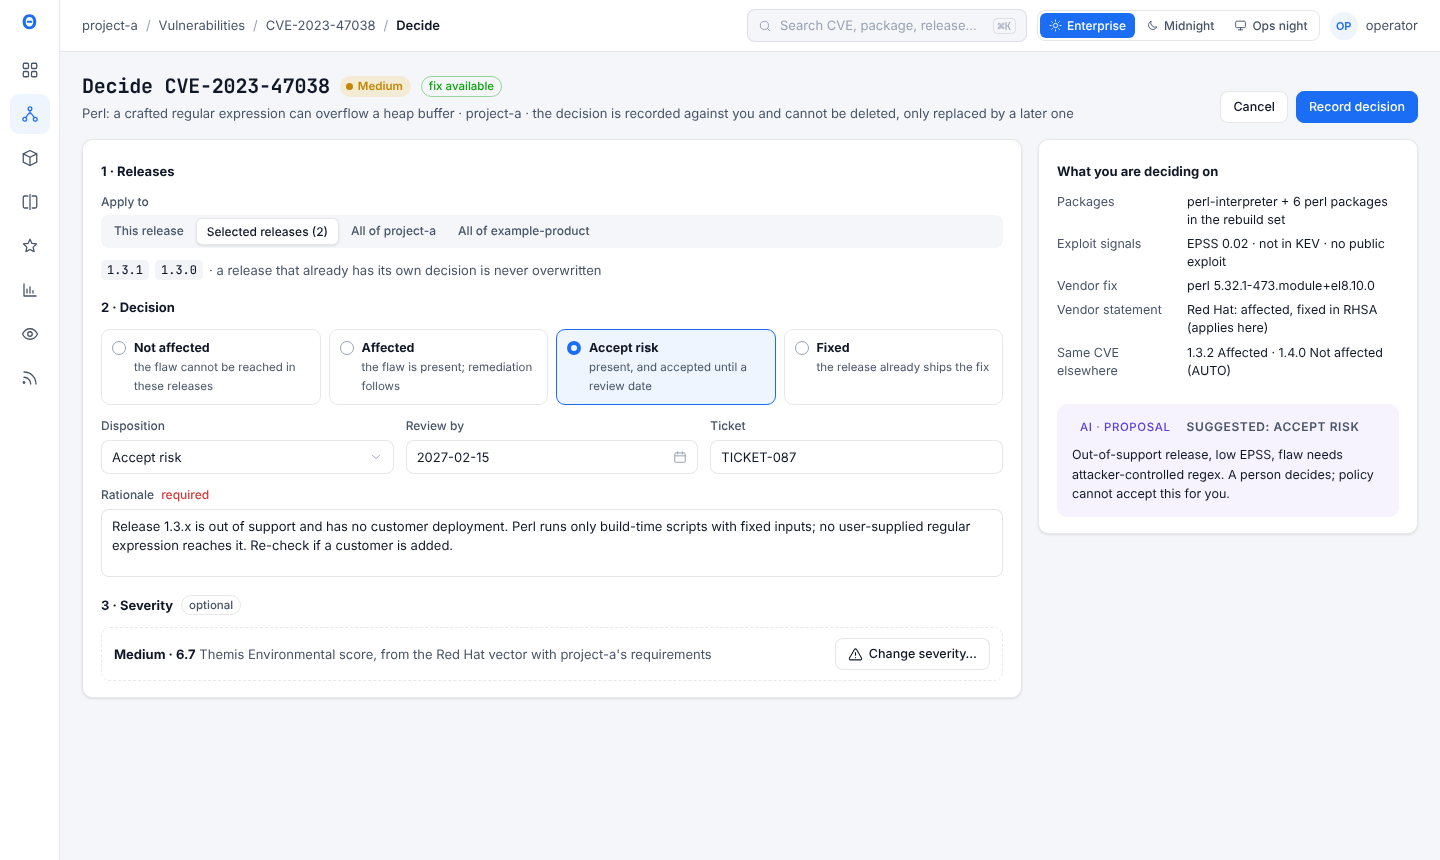 Θ
project-a / Vulnerabilities / CVE-2023-47038 / Decide
Search CVE, package, release... ⌘K
Enterprise
Midnight
Ops night
OP
operator
Decide CVE-2023-47038
Medium
fix available
Perl: a crafted regular expression can overflow a heap buffer · project-a · the decision is recorded against you and cannot be deleted, only replaced by a later one
Cancel
Record decision
1 · Releases
Apply to
This release
Selected releases (2)
All of project-a
All of example-product
1.3.1 1.3.0 · a release that already has its own decision is never overwritten
2 · Decision
Not affected
the flaw cannot be reached in
these releases
Affected
the flaw is present; remediation
follows
Accept risk
present, and accepted until a
review date
Fixed
the release already ships the fix
Disposition
Accept risk
Review by
2027-02-15
Ticket
TICKET-087
Rationale required
Release 1.3.x is out of support and has no customer deployment. Perl runs only build-time scripts with fixed inputs; no user-supplied regular
expression reaches it. Re-check if a customer is added.
3 · Severity optional
Medium · 6.7 Themis Environmental score, from the Red Hat vector with project-a's requirements
Change severity...
What you are deciding on
Packages
perl-interpreter + 6 perl packages
in the rebuild set
Exploit signals
EPSS 0.02 · not in KEV · no public
exploit
Vendor fix
perl 5.32.1-473.module+el8.10.0
Vendor statement
Red Hat: affected, fixed in RHSA
(applies here)
Same CVE
elsewhere
1.3.2 Affected · 1.4.0 Not affected
(AUTO)
AI · PROPOSAL SUGGESTED: ACCEPT RISK
Out-of-support release, low EPSS, flaw needs
attacker-controlled regex. A person decides; policy
cannot accept this for you.